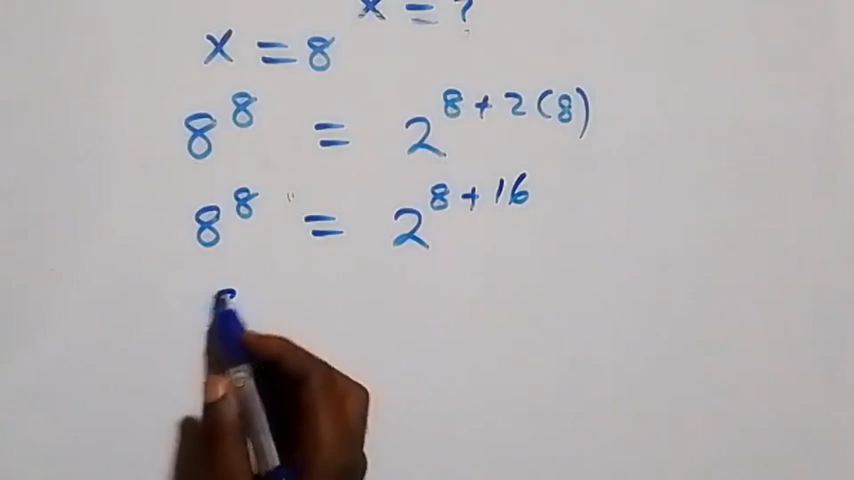 x = ?
x = 8
8^8 = 2^{8+2(8)}
8^8 = 2^{8+16}